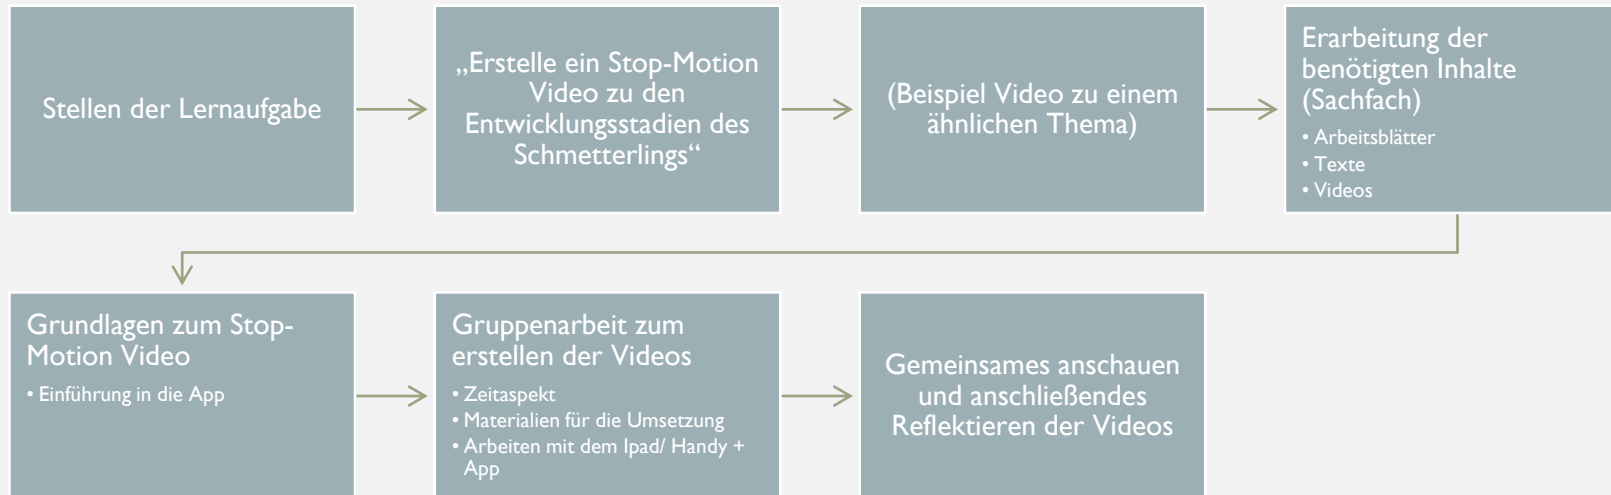 Stellen der Lernaufgabe
„Erstelle ein Stop-Motion
Video zu den
Entwicklungsstadien des
Schmetterlings“
(Beispiel Video zu einem
ähnlichen Thema)
Erarbeitung der
benötigten Inhalte
(Sachfach)
• Arbeitsblätter
• Texte
• Videos
Grundlagen zum Stop-
Motion Video
• Einführung in die App
Gruppenarbeit zum
erstellen der Videos
• Zeitaspekt
• Materialien für die Umsetzung
• Arbeiten mit dem Ipad/ Handy +
App
Gemeinsames anschauen
und anschließendes
Reflektieren der Videos